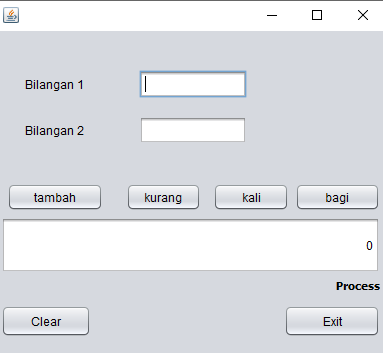 Bilangan 1
Bilangan 2
tambah kurang kali bagi
0
Process
Clear Exit